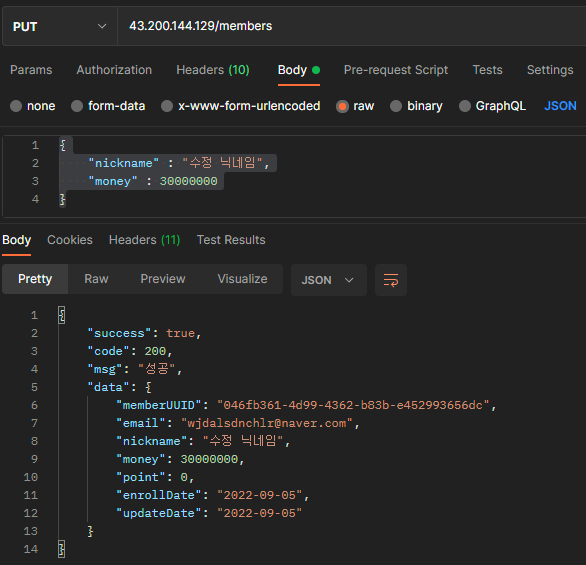 PUT 43.200.144.129/members
Params Authorization Headers (10) Body Pre-request Script Tests Settings
none form-data x-www-form-urlencoded raw binary GraphQL JSON
1 {
2 "nickname" : "수정 닉네임",
3 "money" : 30000000
4 }
Body Cookies Headers (11) Test Results
Pretty Raw Preview Visualize JSON
1 {
2 "success": true,
3 "code": 200,
4 "msg": "성공",
5 "data": {
6 "memberUUID": "046fb361-4d99-4362-b83b-e452993656dc",
7 "email": "wjdalsdnchlr@naver.com",
8 "nickname": "수정 닉네임",
9 "money": 30000000,
10 "point": 0,
11 "enrollDate": "2022-09-05",
12 "updateDate": "2022-09-05"
13 }
14 }